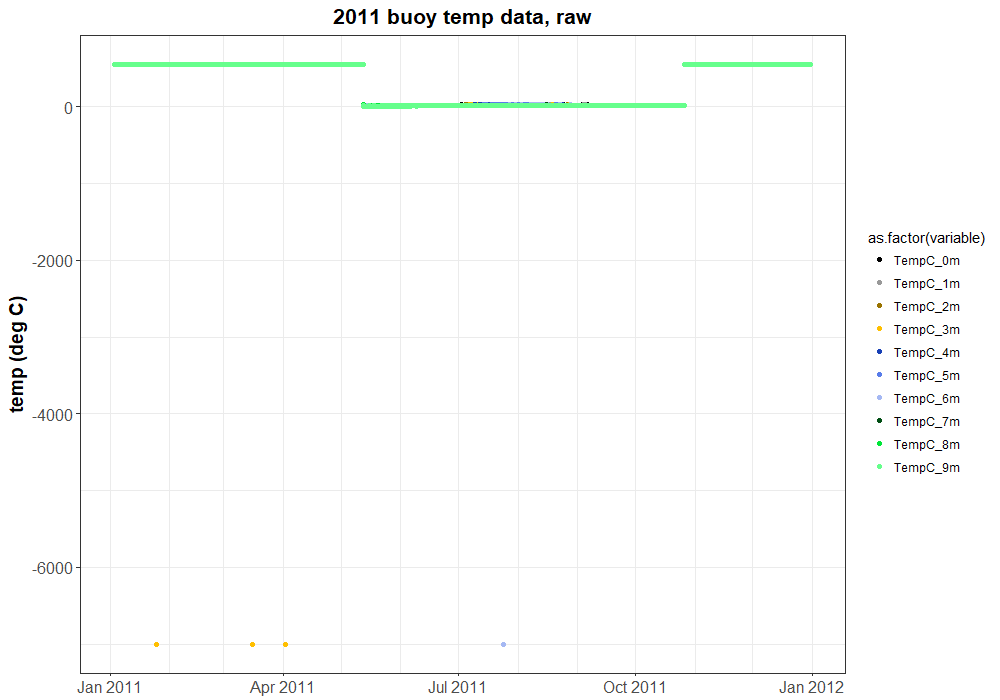 2011 buoy temp data, raw
temp (deg C)
0
-2000
-4000
-6000
Jan 2011
Apr 2011
Jul 2011
Oct 2011
Jan 2012
as.factor(variable)
TempC_0m
TempC_1m
TempC_2m
TempC_3m
TempC_4m
TempC_5m
TempC_6m
TempC_7m
TempC_8m
TempC_9m